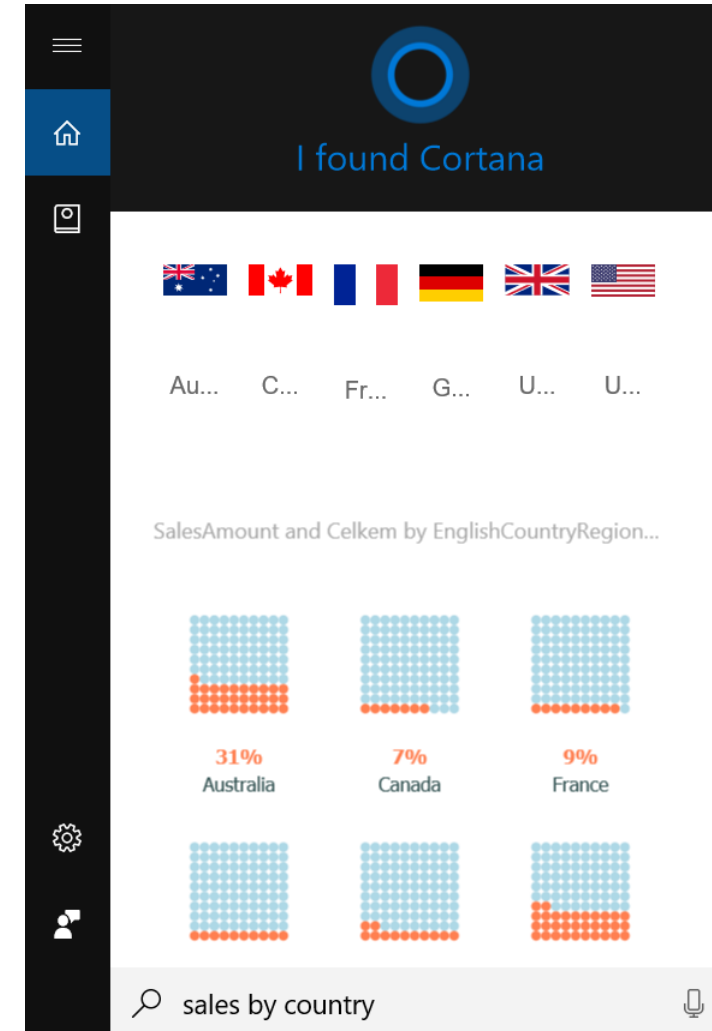 I found Cortana
Au... C... Fr... G... U... U...
SalesAmount and Celkem by EnglishCountryRegion...
31% 7% 9%
Australia Canada France
sales by country